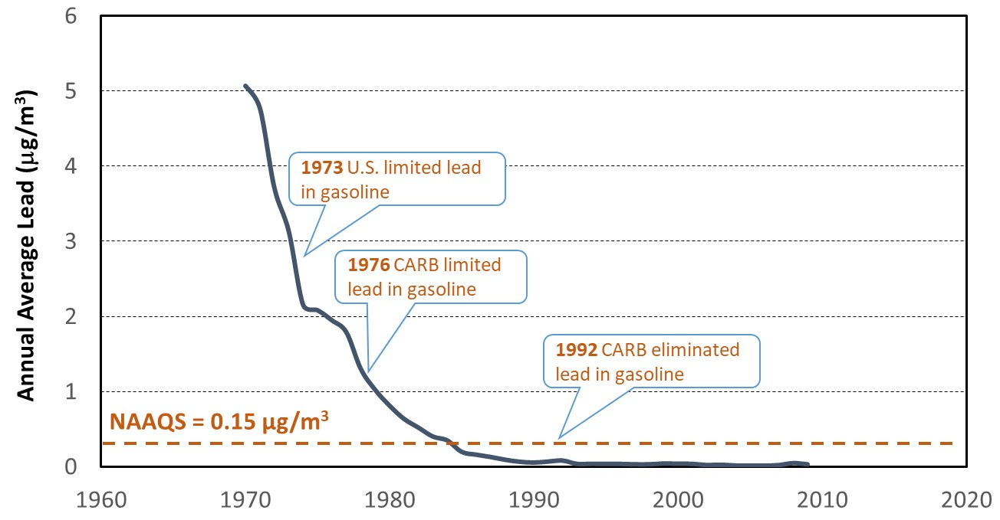 6
5
4
3
2
1
0
Annual Average Lead (µg/m³)
1973 U.S. limited lead
in gasoline
1976 CARB limited
lead in gasoline
1992 CARB eliminated
lead in gasoline
NAAQS = 0.15 µg/m³
1960 1970 1980 1990 2000 2010 2020